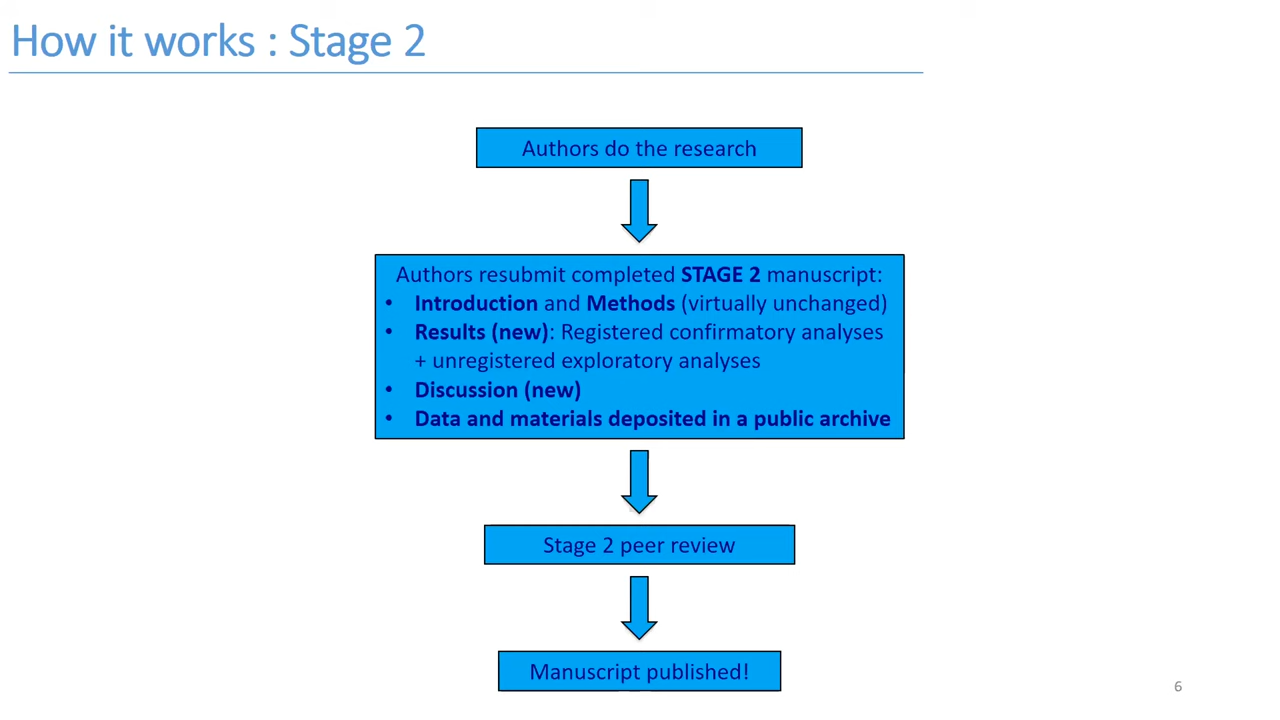 How it works : Stage 2
Authors do the research
Authors resubmit completed STAGE 2 manuscript:
• Introduction and Methods (virtually unchanged)
• Results (new): Registered confirmatory analyses
+ unregistered exploratory analyses
• Discussion (new)
• Data and materials deposited in a public archive
Stage 2 peer review
Manuscript published!
6